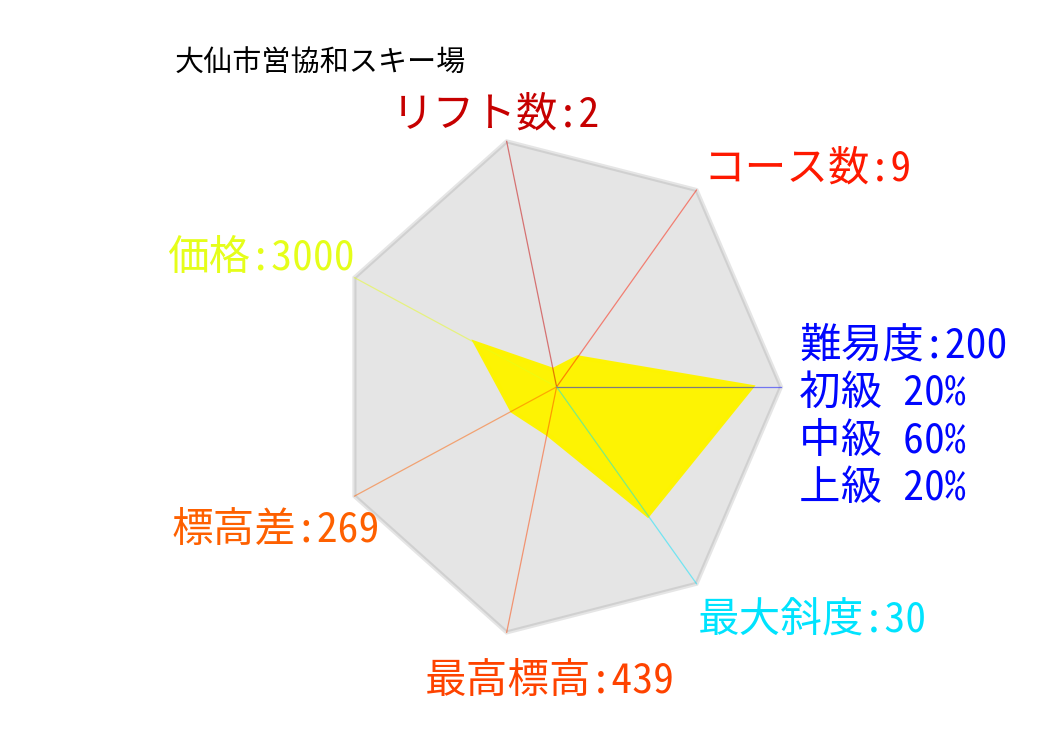 大仙市営協和スキー場
リフト数:2
コース数:9
価格:3000
難易度:200
初級 20%
中級 60%
上級 20%
標高差:269
最大斜度:30
最高標高:439